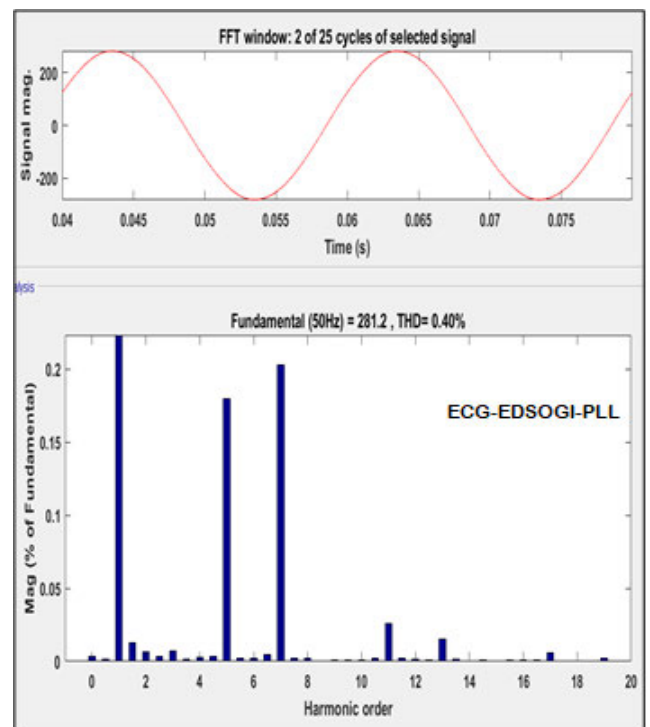 FFT window: 2 of 25 cycles of selected signal
Signal mag.
200
0
-200
0.04 0.045 0.05 0.055 0.06 0.065 0.07 0.075
Time (s)
alysis
Fundamental (50Hz) = 281.2 , THD= 0.40%
ECG-EDSOGI-PLL
Mag (% of Fundamental)
0.2
0.15
0.1
0.05
0
0 2 4 6 8 10 12 14 16 18 20
Harmonic order